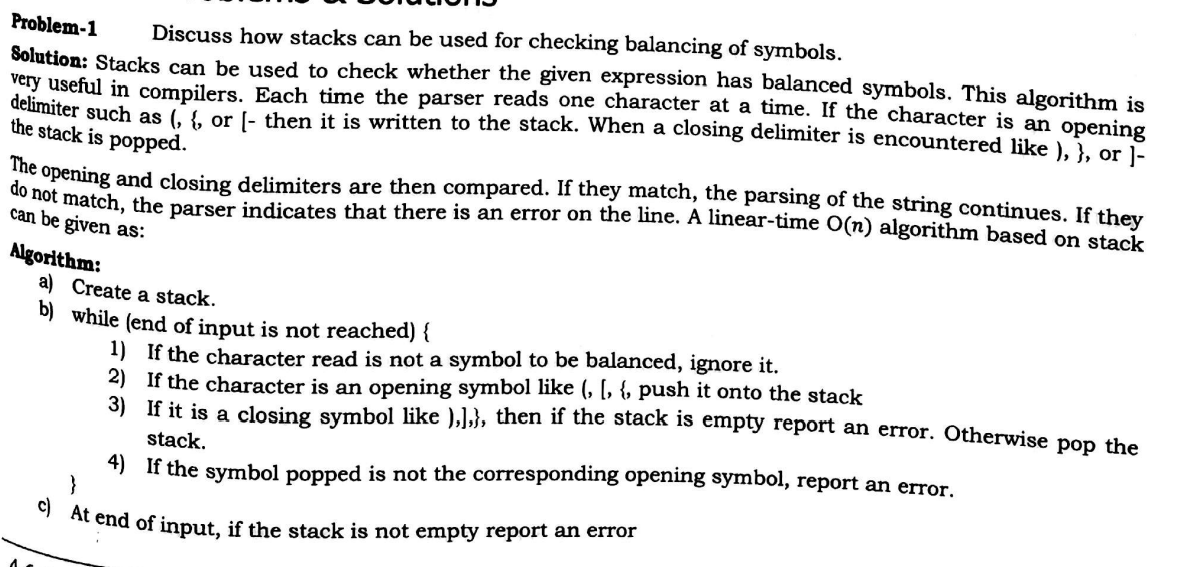 Problem-1 Discuss how stacks can be used for checking balancing of symbols.
Solution: Stacks can be used to check whether the given expression has balanced symbols. This algorithm is
very useful in compilers. Each time the parser reads one character at a time. If the character is an opening
delimiter such as (, {, or [- then it is written to the stack. When a closing delimiter is encountered like ), }, or ]-
the stack is popped.
The opening and closing delimiters are then compared. If they match, the parsing of the string continues. If they
do not match, the parser indicates that there is an error on the line. A linear-time O(n) algorithm based on stack
can be given as:
Algorithm:
a) Create a stack.
b) while (end of input is not reached) {
1) If the character read is not a symbol to be balanced, ignore it.
2) If the character is an opening symbol like (, [, {, push it onto the stack
3) If it is a closing symbol like ),],}, then if the stack is empty report an error. Otherwise pop the
stack.
4) If the symbol popped is not the corresponding opening symbol, report an error.
}
c) At end of input, if the stack is not empty report an error